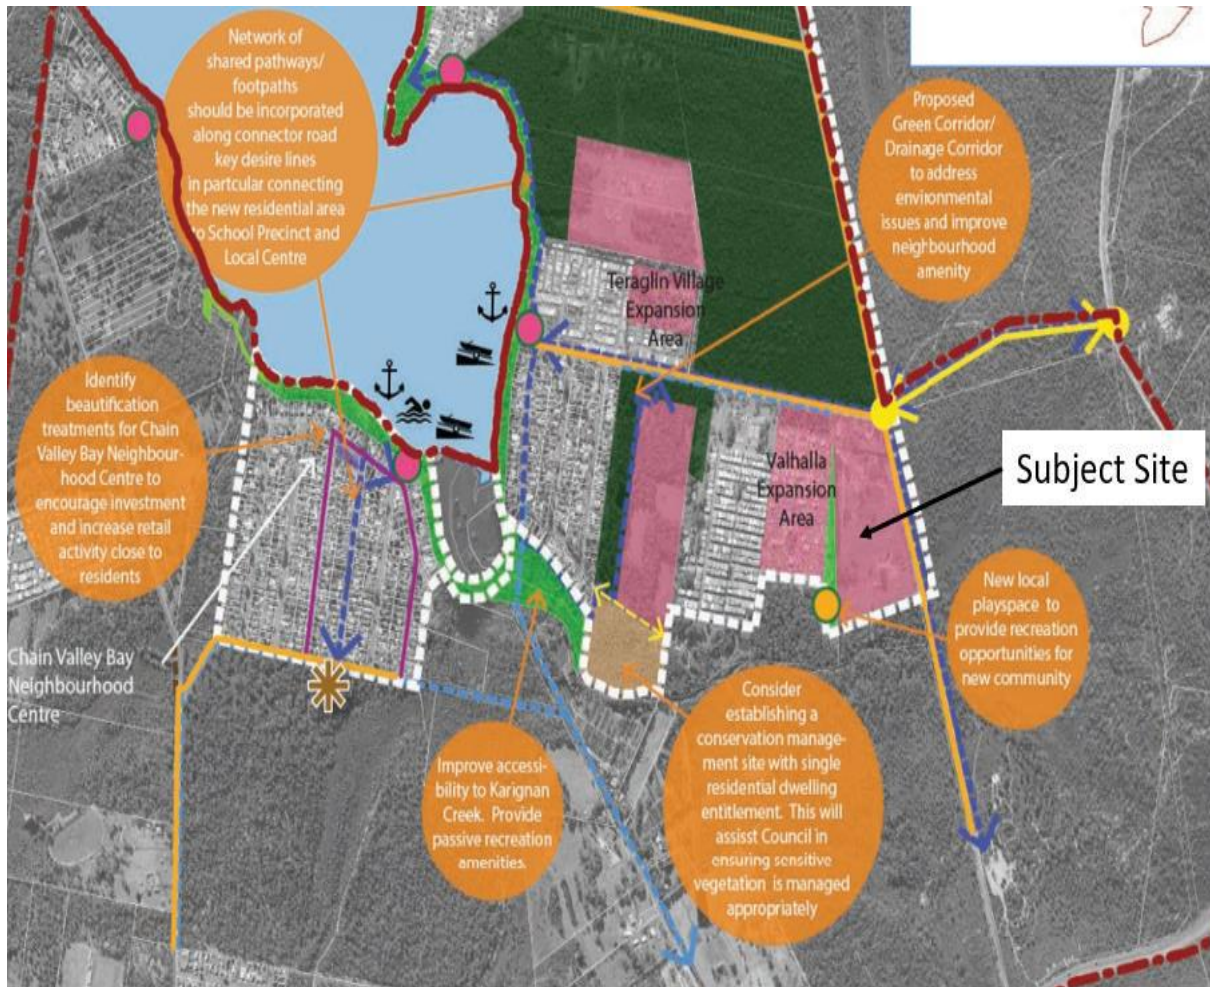 Network of
shared pathways/
footpaths
should be incorporated
along connector road
key desire lines
in partcular connecting
the new residential area
to School Precinct and
Local Centre
Proposed
Green Corridor/
Drainage Corridor
to address
environmental
issues and improve
neighbourhood
amenity
Teraglin Village
Expansion
Area
Identify
beautification
treatments for Chain
Valley Bay Neighbour-
hood Centre to
encourage investment
and increase retail
activity close to
residents
Valhalla
Expansion
Area
Subject Site
New local
playspace to
provide recreation
opportunities for
new community
Chain Valley Bay
Neighbourhood
Centre
Improve accessi-
bility to Karignan
Creek. Provide
passive recreation
amenities.
Consider
establishing a
conservation manage-
ment site with single
residential dwelling
entitlement. This will
assisst Council in
ensuring sensitive
vegetation is managed
appropriately